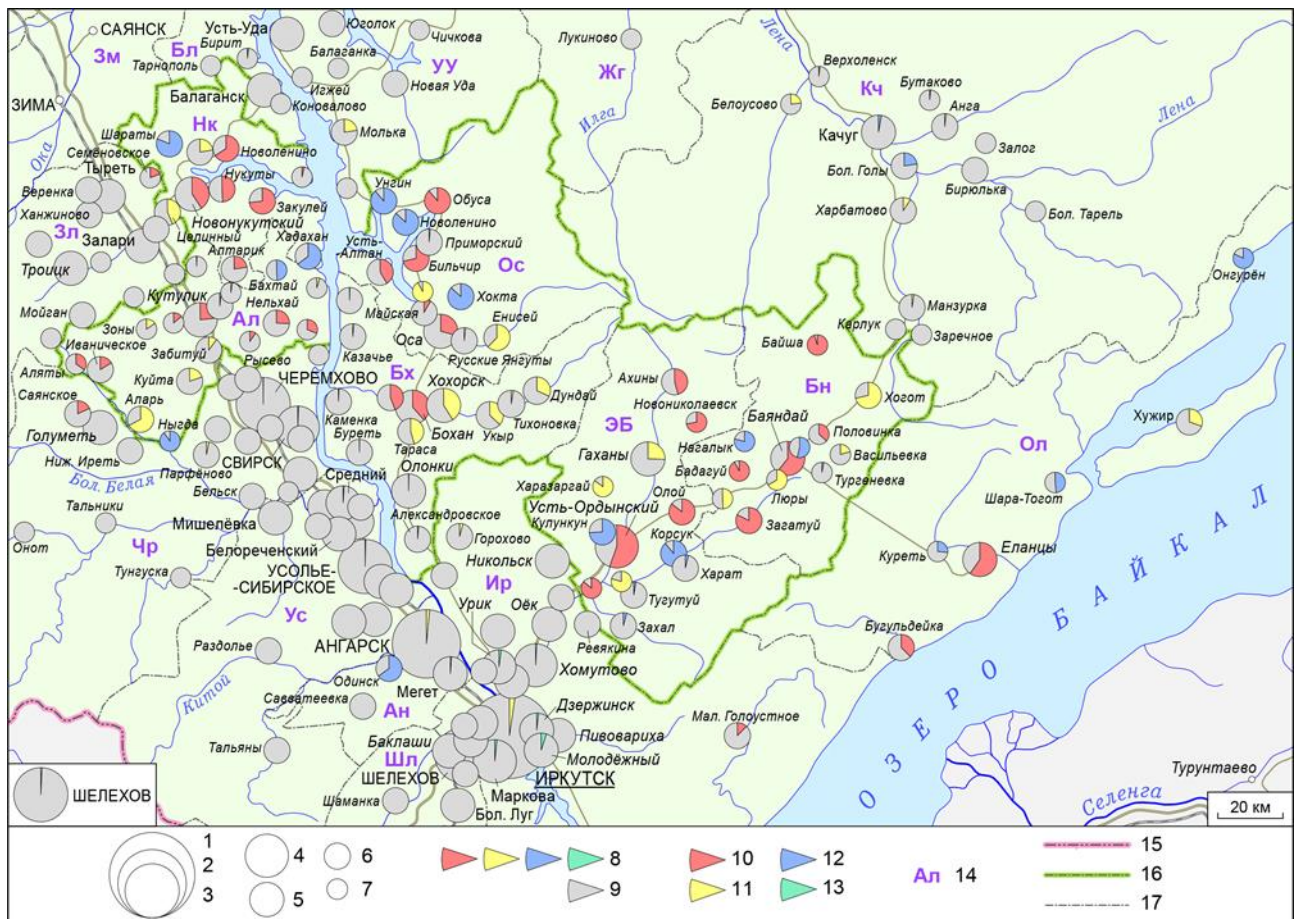 САЯНСК
Зм
Бл
Бирит
Тарнополь
Усть-Уда
Юголок
Чичкова
Балаганка
УУ
Лукиново
Жг
Лена
Верхоленск
Кч
Бутаково
Анга
Лена
ЗИМА
Балаганск
Игжей
Новая Уда
Коновалово
Илга
Белоусово
Качуг
Залог
Ока
Шараты
Нк
Молька
Семёновское
Новоленино
Бол. Голы
Бирюлька
Тыреть
Веренка
Нукуты
Унгин
Обуса
Ханжиново
Закулей
Новоленино
Харбатово
Бол. Тарель
Зл
Новонукутский
Целинный
Хадахан
Приморский
Залари
Усть-
-Алтан
Бильчир
Ос
Онгурён
Троицк
Алтарик
Бахтай
Хокта
Манзурка
Кутулик
Нельхай
Майская
Енисей
Карлук
Заречное
Мойган
Зоны
Ал
Оса
Байша
Иваническое
Забитуй
Рысево
Казачье
Русские Янгуты
Бх
Бн
Аляты
Куйта
ЧЕРЕМХОВО
Хохорск
Дундай
Ахины
Новониколаевск
Хогот
Саянское
Аларь
Каменка
Баяндай
Хужир
Голуметь
Ныгда
Буреть
Бохан
Укыр
Тихоновка
ЭБ
Нагалык
Половинка
Ол
Тараса
Гаханы
Васильевка
Ниж. Иреть
Парфёново
СВИРСК
Средний
Олонки
Бадагуй
Тургеневка
Бол. Белая
Бельск
Харазаргай
Люры
Шара-Тогот
Тальники
Мишелёвка
Александровское
Усть-Ордынский
Олой
Кулункун
Загатуй
Онот
Чр
Белореченский
Горохово
Корсук
Куреть
Еланцы
Тунгуска
УСОЛЬЕ-
-СИБИРСКОЕ
Никольск
Харат
Ир
Ус
Урик
Оёк
Тугутуй
Раздолье
АНГАРСК
Захал
Бугульдейка
Ревякина
Одинск
Хомутово
Мегет
Китой
Савватеевка
Ан
Дзержинск
Мал. Голоустное
Тальяны
Баклаши
Пивовариха
Шл
Молодёжный
ШЕЛЕХОВ
ИРКУТСК
Шаманка
Маркова
Бол. Луг
ШЕЛЕХОВ
ОЗЕРО БАЙКАЛ
Турунтаево
Селенга
20 км
1
2
3
4
5
6
7
8
9
10
11
12
13
Ал 14
15
16
17